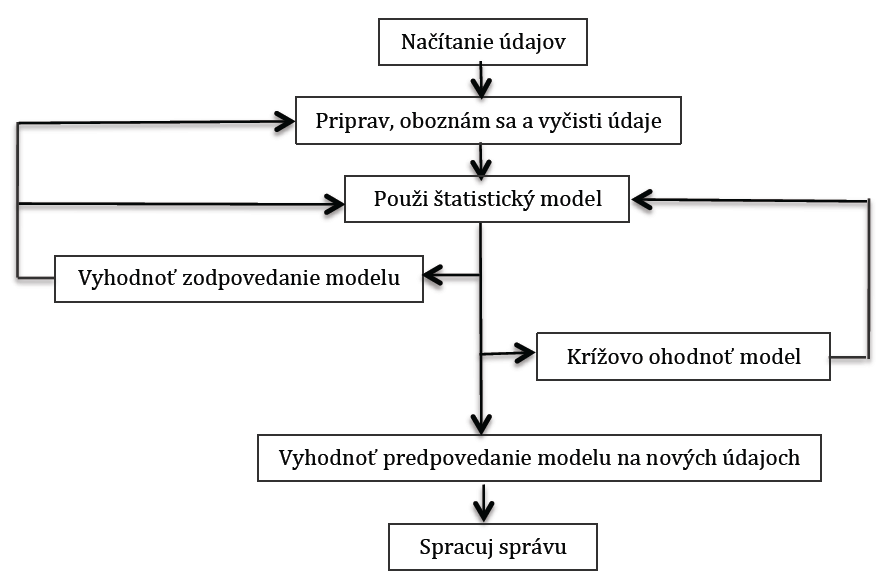 Načítanie údajov
Priprav, oboznám sa a vyčisti údaje
Použi štatistický model
Vyhodnoť zodpovedanie modelu
Krížovo ohodnoť model
Vyhodnoť predpovedanie modelu na nových údajoch
Spracuj správu